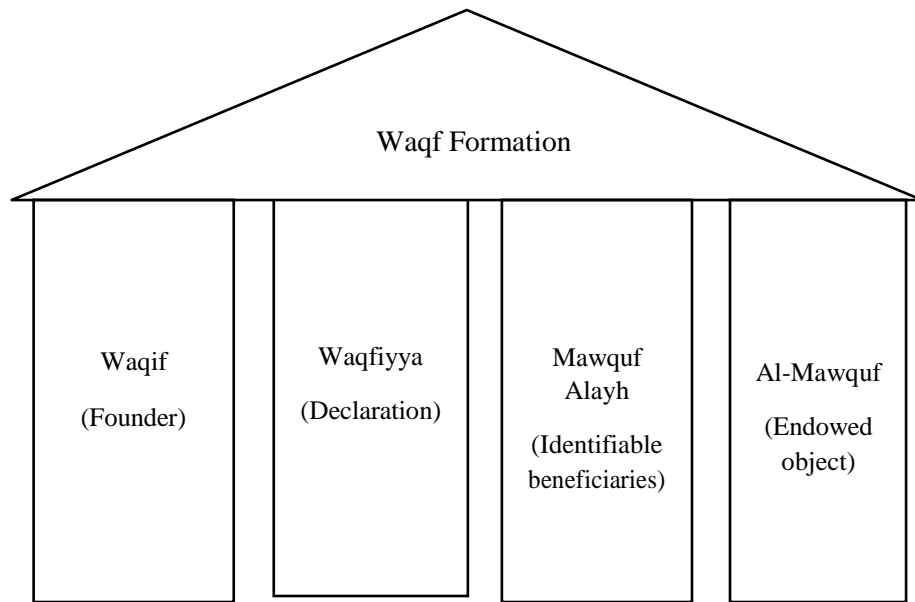 Waqf Formation
Waqif
(Founder)
Waqfiyya
(Declaration)
Mawquf
Alayh
(Identifiable
beneficiaries)
Al-Mawquf
(Endowed
object)